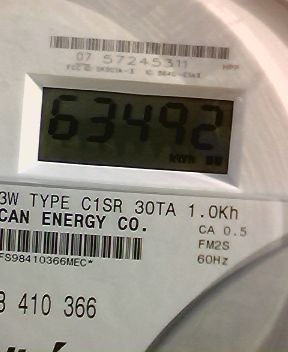 07 57245311
63492
3W TYPE C1SR 30TA 1.0Kh
CAN ENERGY CO.
CA 0.5
FM2S
FS98410366MEC*
60Hz
410 366